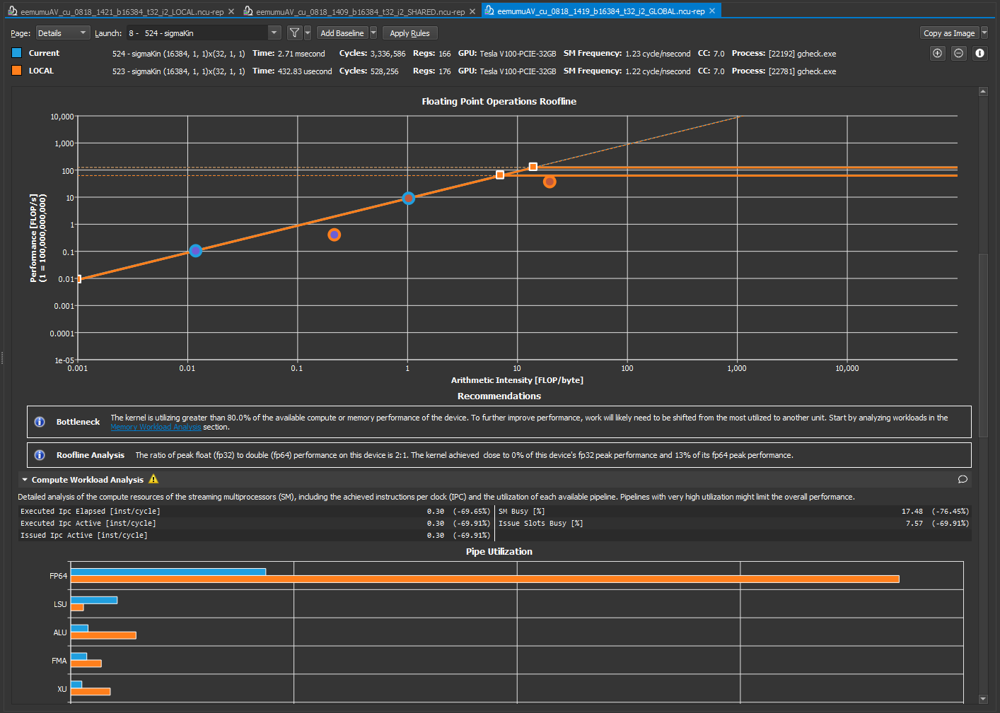 eemumuAV_cu_0818_1421_b16384_t32_i2_LOCAL.ncu-rep eemumuAV_cu_0818_1409_b16384_t32_i2_SHARED.ncu-rep eemumuAV_cu_0818_1419_b16384_t32_i2_GLOBAL.ncu-rep
Page: Details Launch: 8 - 524 - sigmaKin Add Baseline Apply Rules Copy as Image
Current 524 - sigmaKin (16384, 1, 1)x(32, 1, 1) Time: 2.71 msecond Cycles: 3,336,586 Regs: 166 GPU: Tesla V100-PCIE-32GB SM Frequency: 1.23 cycle/nsecond CC: 7.0 Process: [22192] gcheck.exe
LOCAL 523 - sigmaKin (16384, 1, 1)x(32, 1, 1) Time: 432.83 usecond Cycles: 528,256 Regs: 176 GPU: Tesla V100-PCIE-32GB SM Frequency: 1.22 cycle/nsecond CC: 7.0 Process: [22781] gcheck.exe
Floating Point Operations Roofline
10,000
1,000
100
10
1
0.1
0.01
0.001
0.0001
1e-05
Performance [FLOP/s]
(1 = 100,000,000,000)
0.001 0.01 0.1 1 10 100 1,000 10,000
Arithmetic Intensity [FLOP/byte]
Recommendations
Bottleneck The kernel is utilizing greater than 80.0% of the available compute or memory performance of the device. To further improve performance, work will likely need to be shifted from the most utilized to another unit. Start by analyzing workloads in the
Memory Workload Analysis section.
Roofline Analysis The ratio of peak float (fp32) to double (fp64) performance on this device is 2:1. The kernel achieved close to 0% of this device's fp32 peak performance and 13% of its fp64 peak performance.
Compute Workload Analysis
Detailed analysis of the compute resources of the streaming multiprocessors (SM), including the achieved instructions per clock (IPC) and the utilization of each available pipeline. Pipelines with very high utilization might limit the overall performance.
Executed Ipc Elapsed [inst/cycle] 0.30 (-69.65%) SM Busy [%] 17.48 (-76.45%)
Executed Ipc Active [inst/cycle] 0.30 (-69.91%) Issue Slots Busy [%] 7.57 (-69.91%)
Issued Ipc Active [inst/cycle] 0.30 (-69.91%)
Pipe Utilization
FP64
LSU
ALU
FMA
XU